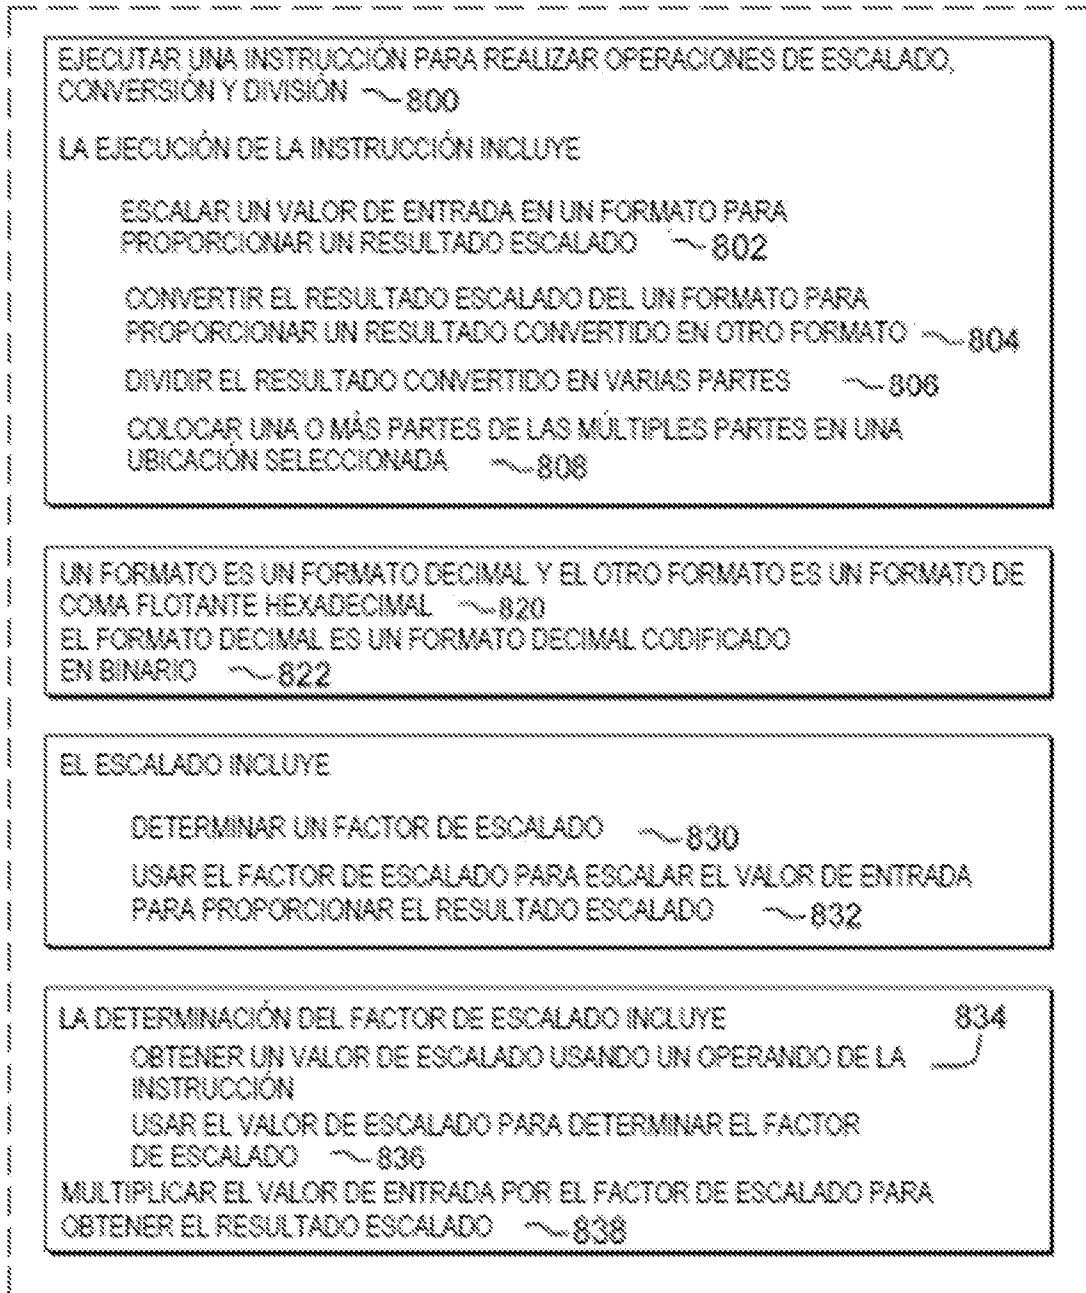 EJECUTAR UNA INSTRUCCIÓN PARA REALIZAR OPERACIONES DE ESCALADO,
CONVERSIÓN Y DIVISIÓN 800
LA EJECUCIÓN DE LA INSTRUCCIÓN INCLUYE
ESCALAR UN VALOR DE ENTRADA EN UN FORMATO PARA
PROPORCIONAR UN RESULTADO ESCALADO 802
CONVERTIR EL RESULTADO ESCALADO DEL UN FORMATO PARA
PROPORCIONAR UN RESULTADO CONVERTIDO EN OTRO FORMATO 804
DIVIDIR EL RESULTADO CONVERTIDO EN VARIAS PARTES 806
COLOCAR UNA O MÁS PARTES DE LAS MÚLTIPLES PARTES EN UNA
UBICACIÓN SELECCIONADA 808
UN FORMATO ES UN FORMATO DECIMAL Y EL OTRO FORMATO ES UN FORMATO DE
COMA FLOTANTE HEXADECIMAL 820
EL FORMATO DECIMAL ES UN FORMATO DECIMAL CODIFICADO
EN BINARIO 822
EL ESCALADO INCLUYE
DETERMINAR UN FACTOR DE ESCALADO 830
USAR EL FACTOR DE ESCALADO PARA ESCALAR EL VALOR DE ENTRADA
PARA PROPORCIONAR EL RESULTADO ESCALADO 832
LA DETERMINACIÓN DEL FACTOR DE ESCALADO INCLUYE 834
OBTENER UN VALOR DE ESCALADO USANDO UN OPERANDO DE LA
INSTRUCCIÓN
USAR EL VALOR DE ESCALADO PARA DETERMINAR EL FACTOR
DE ESCALADO 836
MULTIPLICAR EL VALOR DE ENTRADA POR EL FACTOR DE ESCALADO PARA
OBTENER EL RESULTADO ESCALADO 838